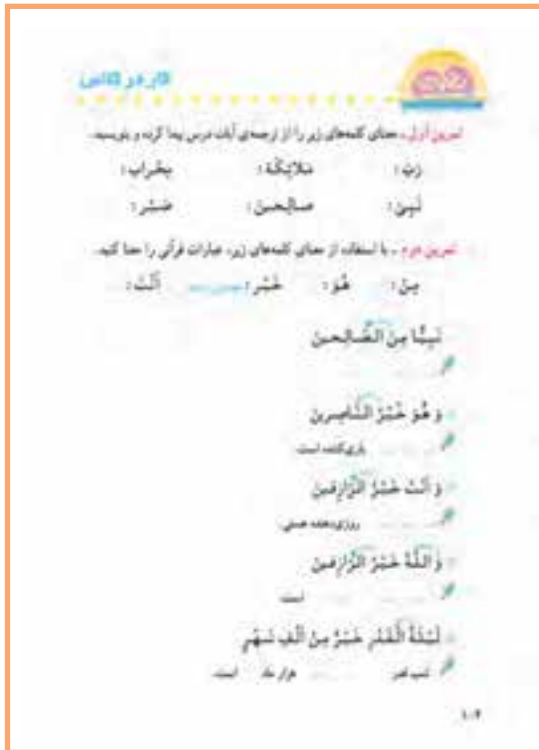 کار در کلاس
تمرین اول ـ معنای کلمه‌های زیر را از ترجمه‌ی آیات درس پیدا کرده و بنویسید.
رَبّ: مَلائِکَة: مِحراب:
نَبِیّ: صالِحین:
تمرین دوم ـ با استفاده از معنای کلمه‌های زیر، عبارات قرآنی را معنا کنید.
مِن: هُوَ: خَیر: اَنتَ:
نَبِیًّا مِنَ الصّالِحینَ
وَ هُوَ خَیرُ النّاصِرینَ
یاری‌کننده است
وَ اَنتَ خَیرُ الرّازِقینَ
روزی‌دهنده هستی
وَ اللّهُ خَیرُ الرّازِقینَ
است
لَیلَةُ القَدرِ خَیرٌ مِن اَلفِ شَهرٍ
شب قدر هزار ماه است